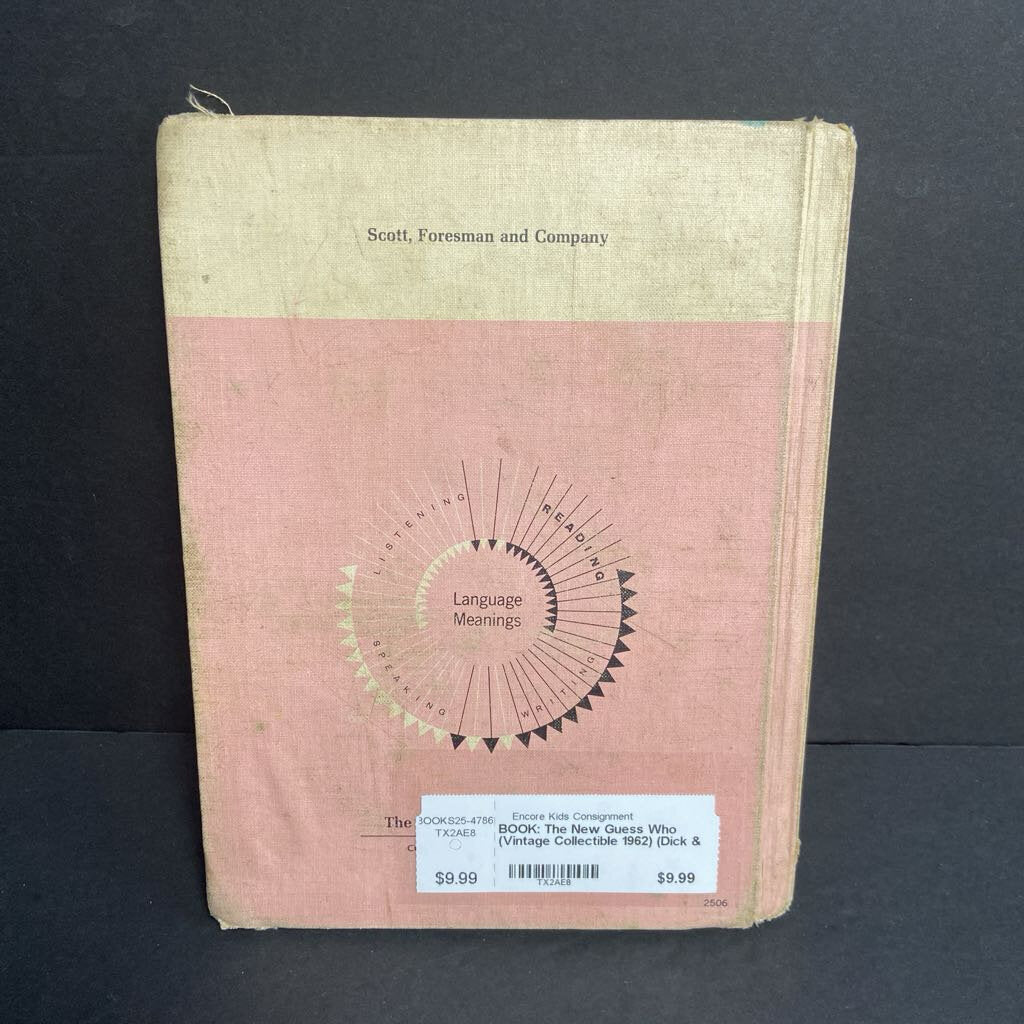 Scott, Foresman and Company
LISTENING
READING
Language
Meanings
SPEAKING
WRITING
The
BOOKS25-4786
TX2AE8
$9.99
Encore Kids Consignment
BOOK: The New Guess Who
(Vintage Collectible 1962) (Dick &
TX2AE8
$9.99
2506